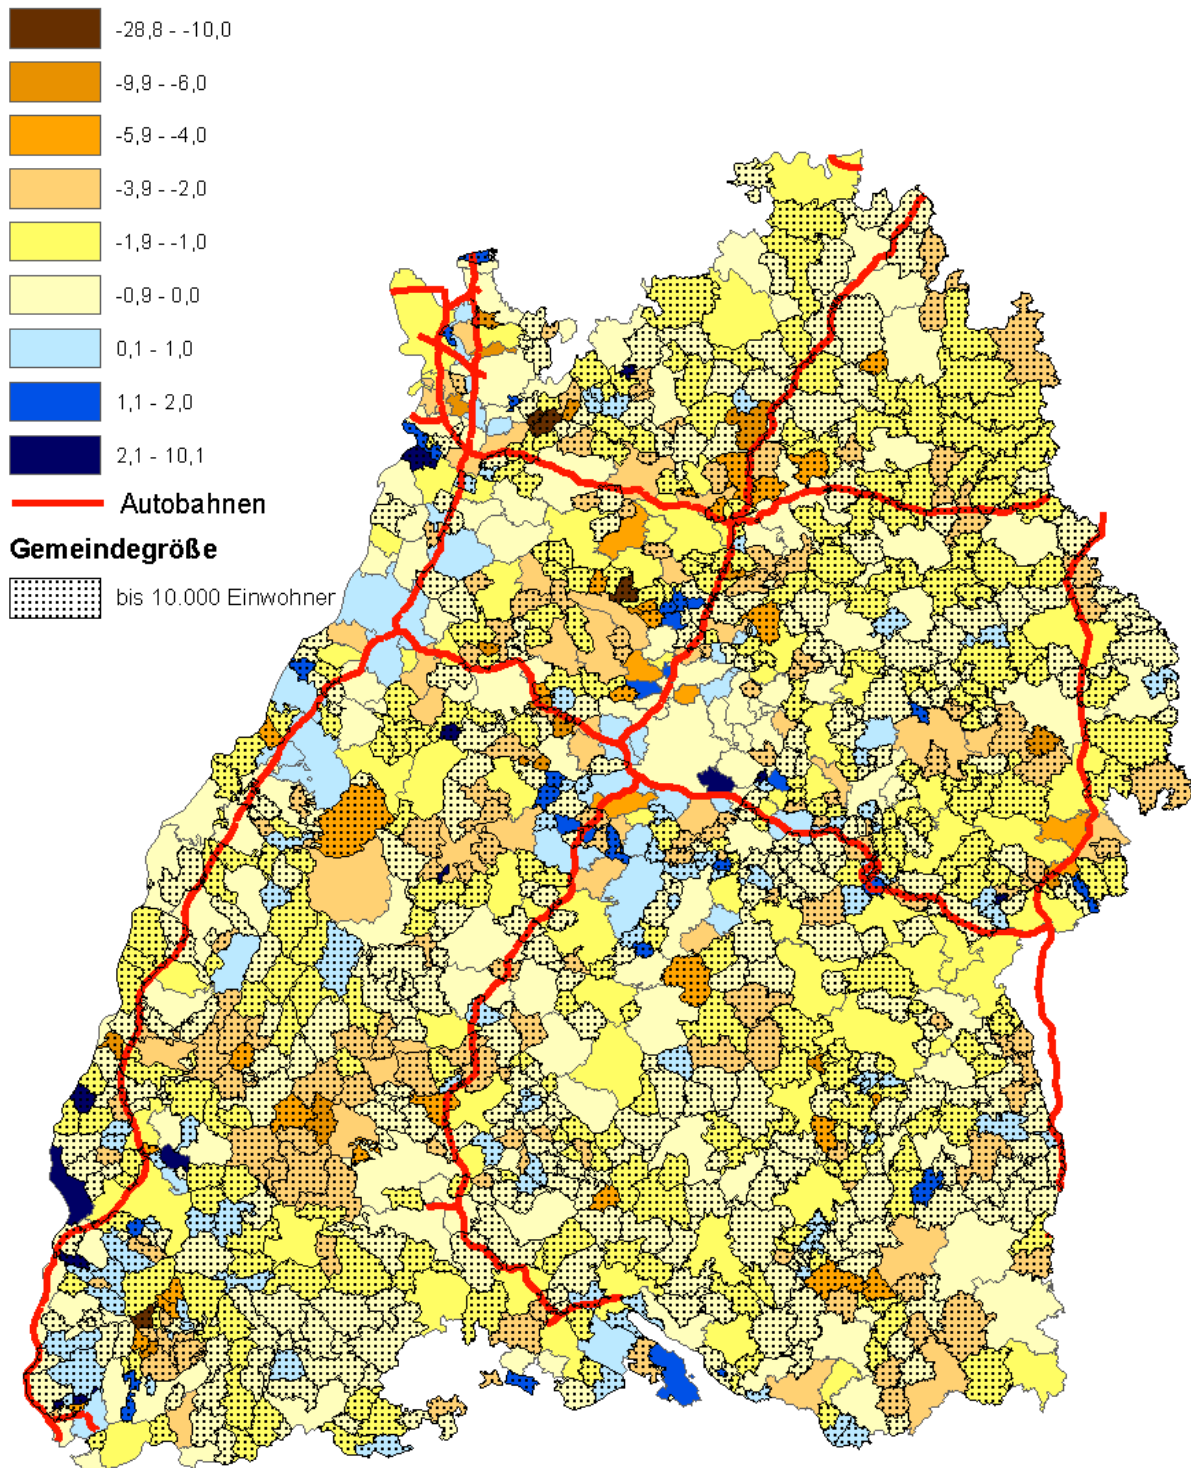 -28,8 - -10,0
-9,9 - -6,0
-5,9 - -4,0
-3,9 - -2,0
-1,9 - -1,0
-0,9 - 0,0
0,1 - 1,0
1,1 - 2,0
2,1 - 10,1
Autobahnen
Gemeindegröße
bis 10.000 Einwohner